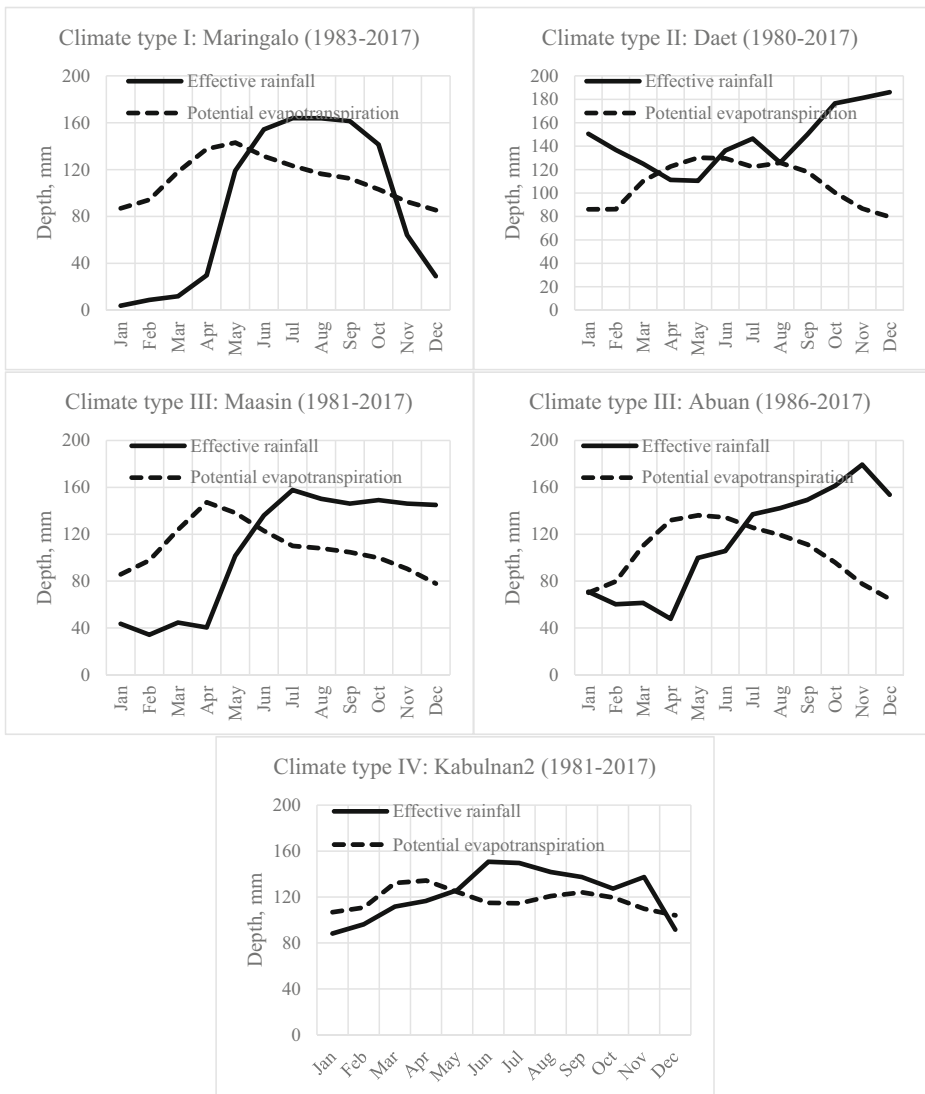 Climate type I: Maringalo (1983-2017)
200
160
120
80
40
0
Depth, mm
Effective rainfall
Potential evapotranspiration
Jan
Feb
Mar
Apr
May
Jun
Jul
Aug
Sep
Oct
Nov
Dec
Climate type II: Daet (1980-2017)
200
180
160
140
120
100
80
60
40
20
0
Depth, mm
Effective rainfall
Potential evapotranspiration
Jan
Feb
Mar
Apr
May
Jun
Jul
Aug
Sep
Oct
Nov
Dec
Climate type III: Maasin (1981-2017)
200
160
120
80
40
0
Depth, mm
Effective rainfall
Potential evapotranspiration
Jan
Feb
Mar
Apr
May
Jun
Jul
Aug
Sep
Oct
Nov
Dec
Climate type III: Abuan (1986-2017)
200
160
120
80
40
0
Depth, mm
Effective rainfall
Potential evapotranspiration
Jan
Feb
Mar
Apr
May
Jun
Jul
Aug
Sep
Oct
Nov
Dec
Climate type IV: Kabulnan2 (1981-2017)
200
160
120
80
40
0
Depth, mm
Effective rainfall
Potential evapotranspiration
Jan
Feb
Mar
Apr
May
Jun
Jul
Aug
Sep
Oct
Nov
Dec